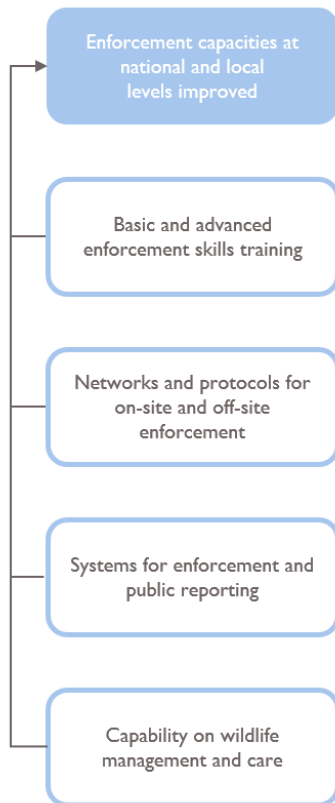 Enforcement capacities at
national and local
levels improved
Basic and advanced
enforcement skills training
Networks and protocols for
on-site and off-site
enforcement
Systems for enforcement and
public reporting
Capability on wildlife
management and care